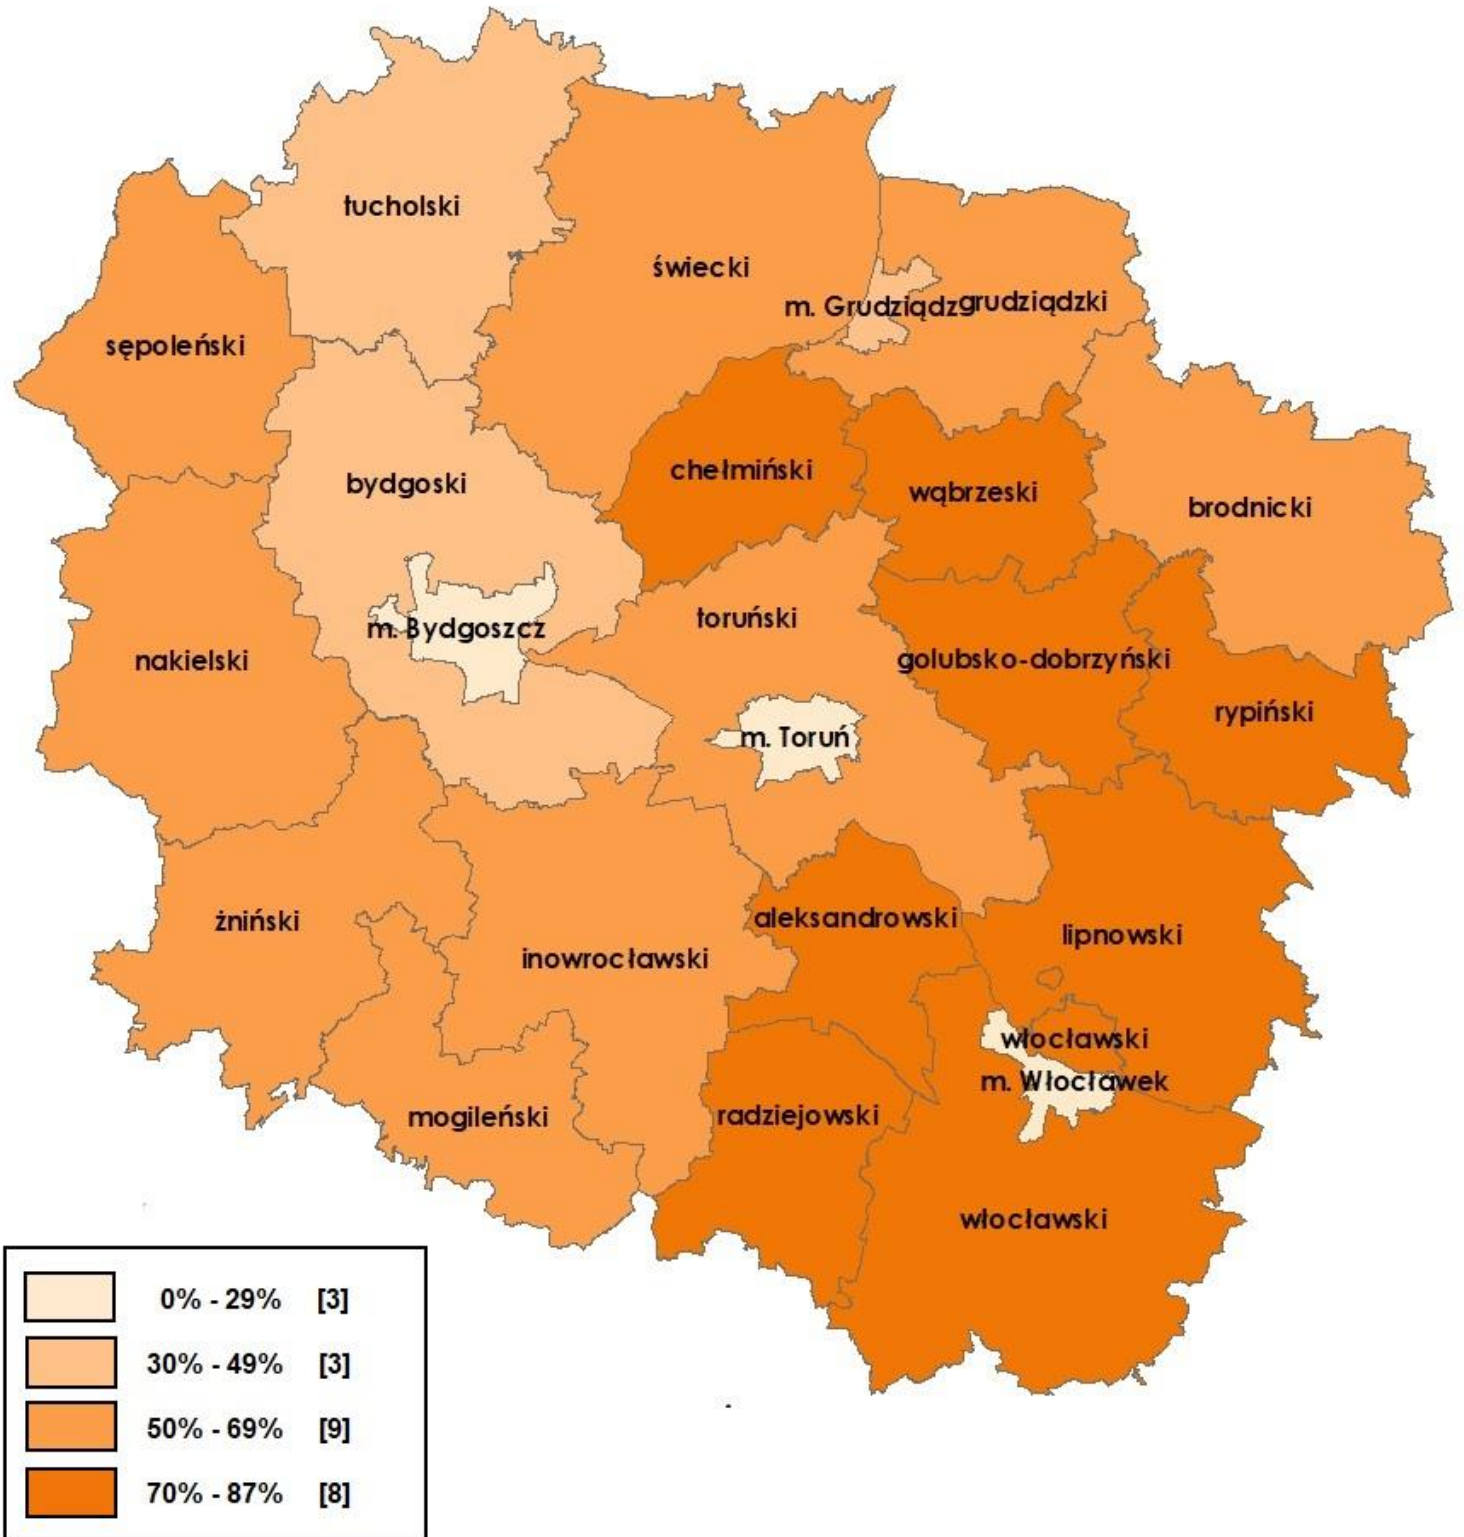 tucholski
świecki
m. Grudziądz
grudziądzki
sępoleński
chełmiński
bydgoski
wąbrzeski
brodnicki
toruński
m. Bydgoszcz
nakielski
golubsko-dobrzyński
rypiński
m. Toruń
żniński
aleksandrowski
lipnowski
inowrocławski
włocławski
m. Włocławek
mogileński
radziejowski
włocławski
0% - 29% [3]
30% - 49% [3]
50% - 69% [9]
70% - 87% [8]